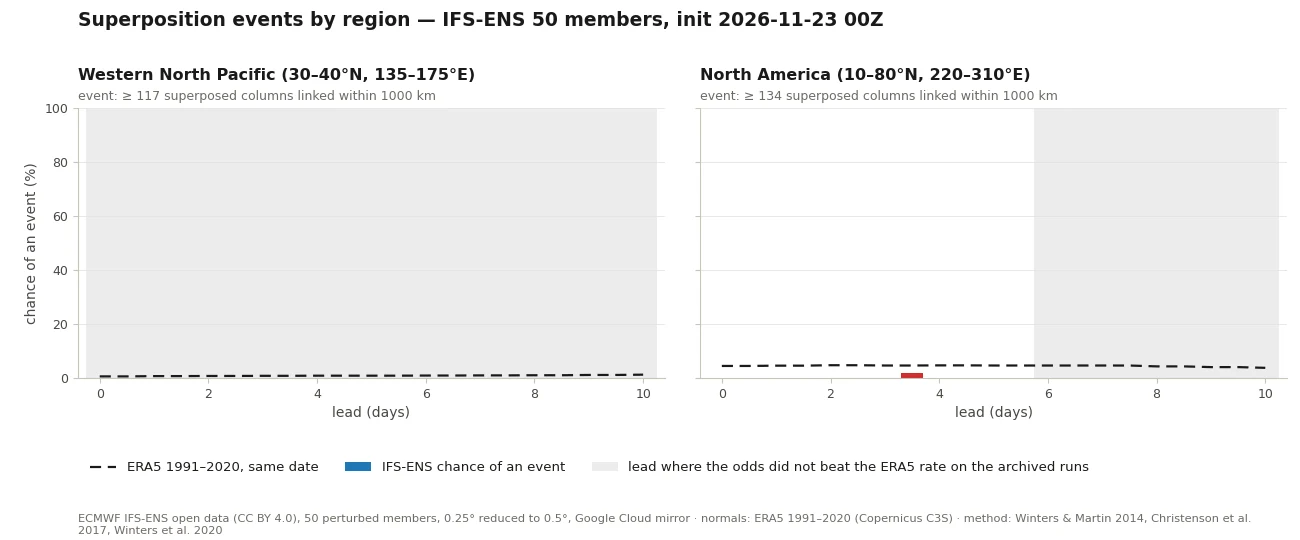 Superposition events by region — IFS-ENS 50 members, init 2026-11-23 00Z
Western North Pacific (30–40°N, 135–175°E)
event: ≥ 117 superposed columns linked within 1000 km
North America (10–80°N, 220–310°E)
event: ≥ 134 superposed columns linked within 1000 km
chance of an event (%)
100
80
60
40
20
0
0 2 4 6 8 10
lead (days)
0 2 4 6 8 10
lead (days)
ERA5 1991–2020, same date
IFS-ENS chance of an event
lead where the odds did not beat the ERA5 rate on the archived runs
ECMWF IFS-ENS open data (CC BY 4.0), 50 perturbed members, 0.25° reduced to 0.5°, Google Cloud mirror · normals: ERA5 1991–2020 (Copernicus C3S) · method: Winters & Martin 2014, Christenson et al.
2017, Winters et al. 2020